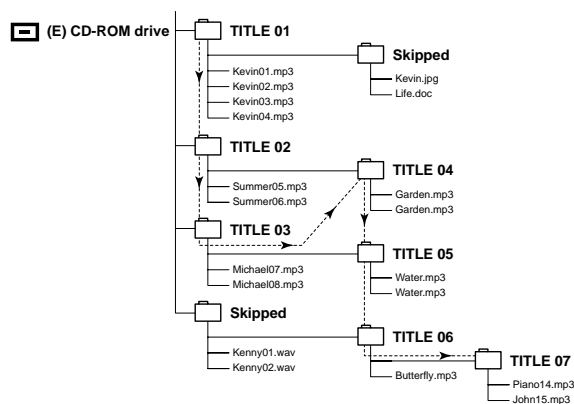 (E) CD-ROM drive
TITLE 01
Kevin01.mp3
Kevin02.mp3
Kevin03.mp3
Kevin04.mp3
Skipped
Kevin.jpg
Life.doc
TITLE 02
Summer05.mp3
Summer06.mp3
TITLE 04
Garden.mp3
Garden.mp3
TITLE 03
Michael07.mp3
Michael08.mp3
TITLE 05
Water.mp3
Water.mp3
Skipped
Kenny01.wav
Kenny02.wav
TITLE 06
Butterfly.mp3
TITLE 07
Piano14.mp3
John15.mp3